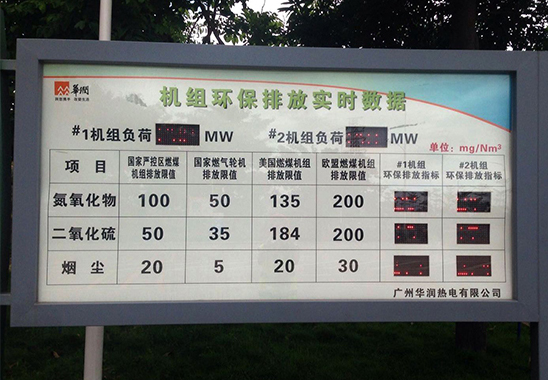 华润
机组环保排放实时数据
#1机组负荷 MW #2机组负荷 MW
单位：mg/Nm³
项目 国家严控区燃煤机组排放限值 国家燃气轮机排放限值 美国燃煤机组排放限值 欧盟燃煤机组排放限值 #1机组环保排放指标 #2机组环保排放指标
氮氧化物 100 50 135 200
二氧化硫 50 35 184 200
烟尘 20 5 20 30
广州华润热电有限公司